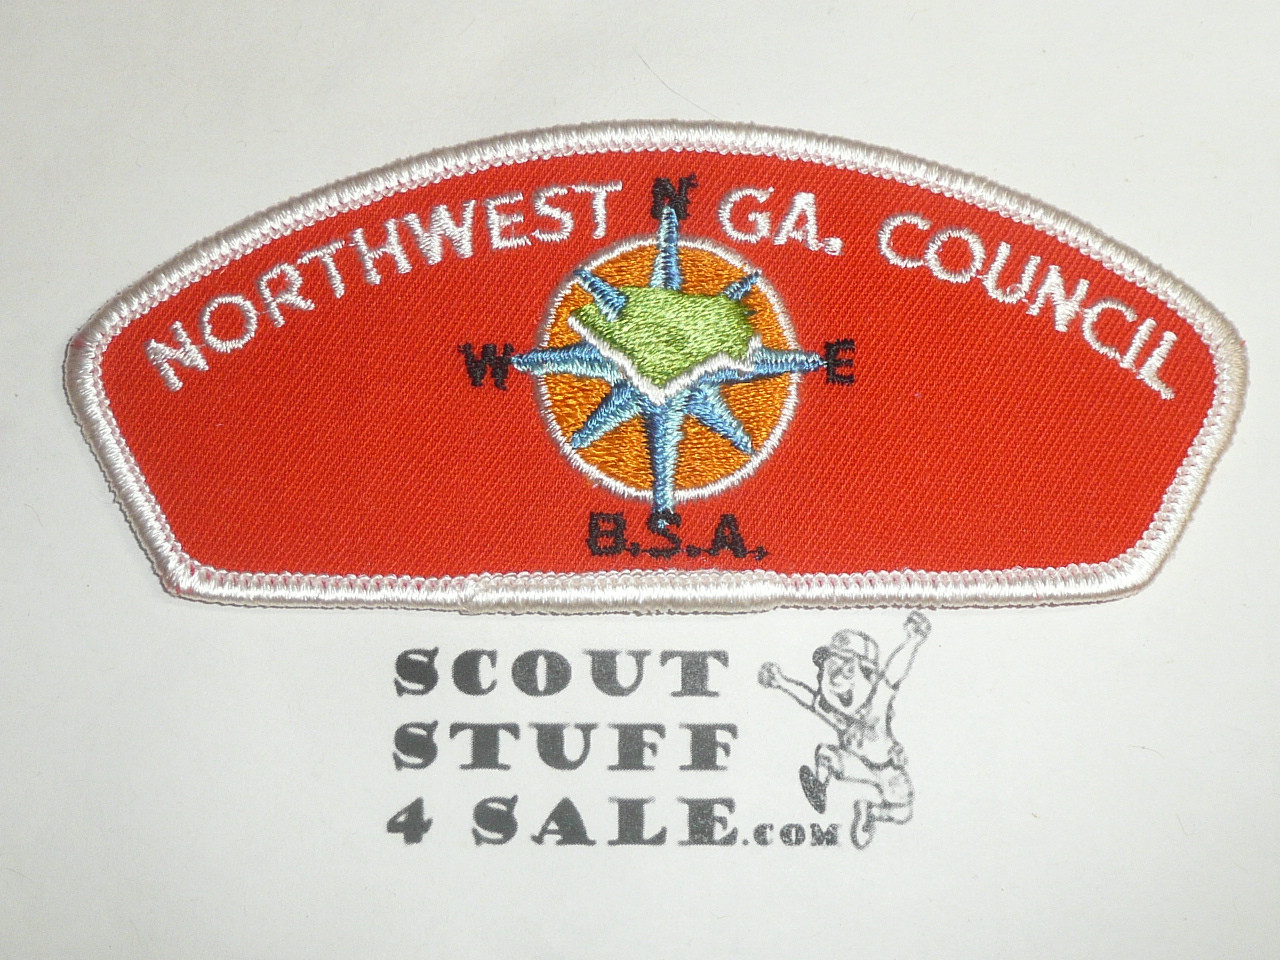 NORTHWEST GA. COUNCIL
N
W E
B.S.A.
SCOUT
STUFF
4 SALE.COM